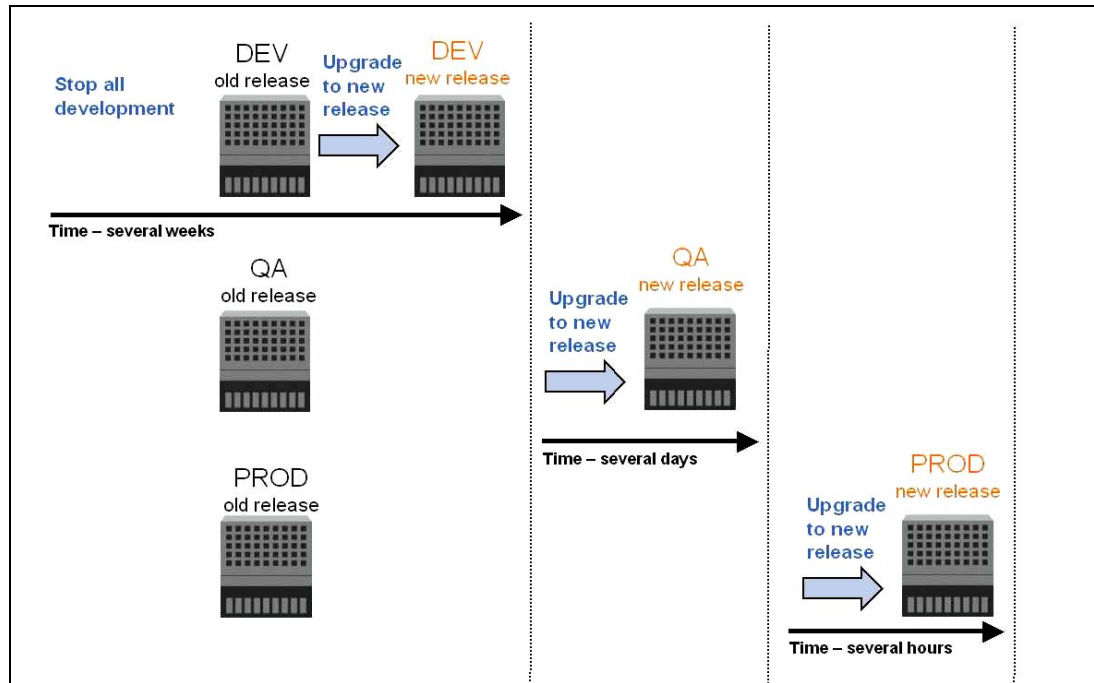 DEV
old release
Upgrade
to new
release
DEV
new release
Stop all
development
Time – several weeks
QA
old release
QA
new release
Upgrade
to new
release
Time – several days
PROD
old release
PROD
new release
Upgrade
to new
release
Time – several hours